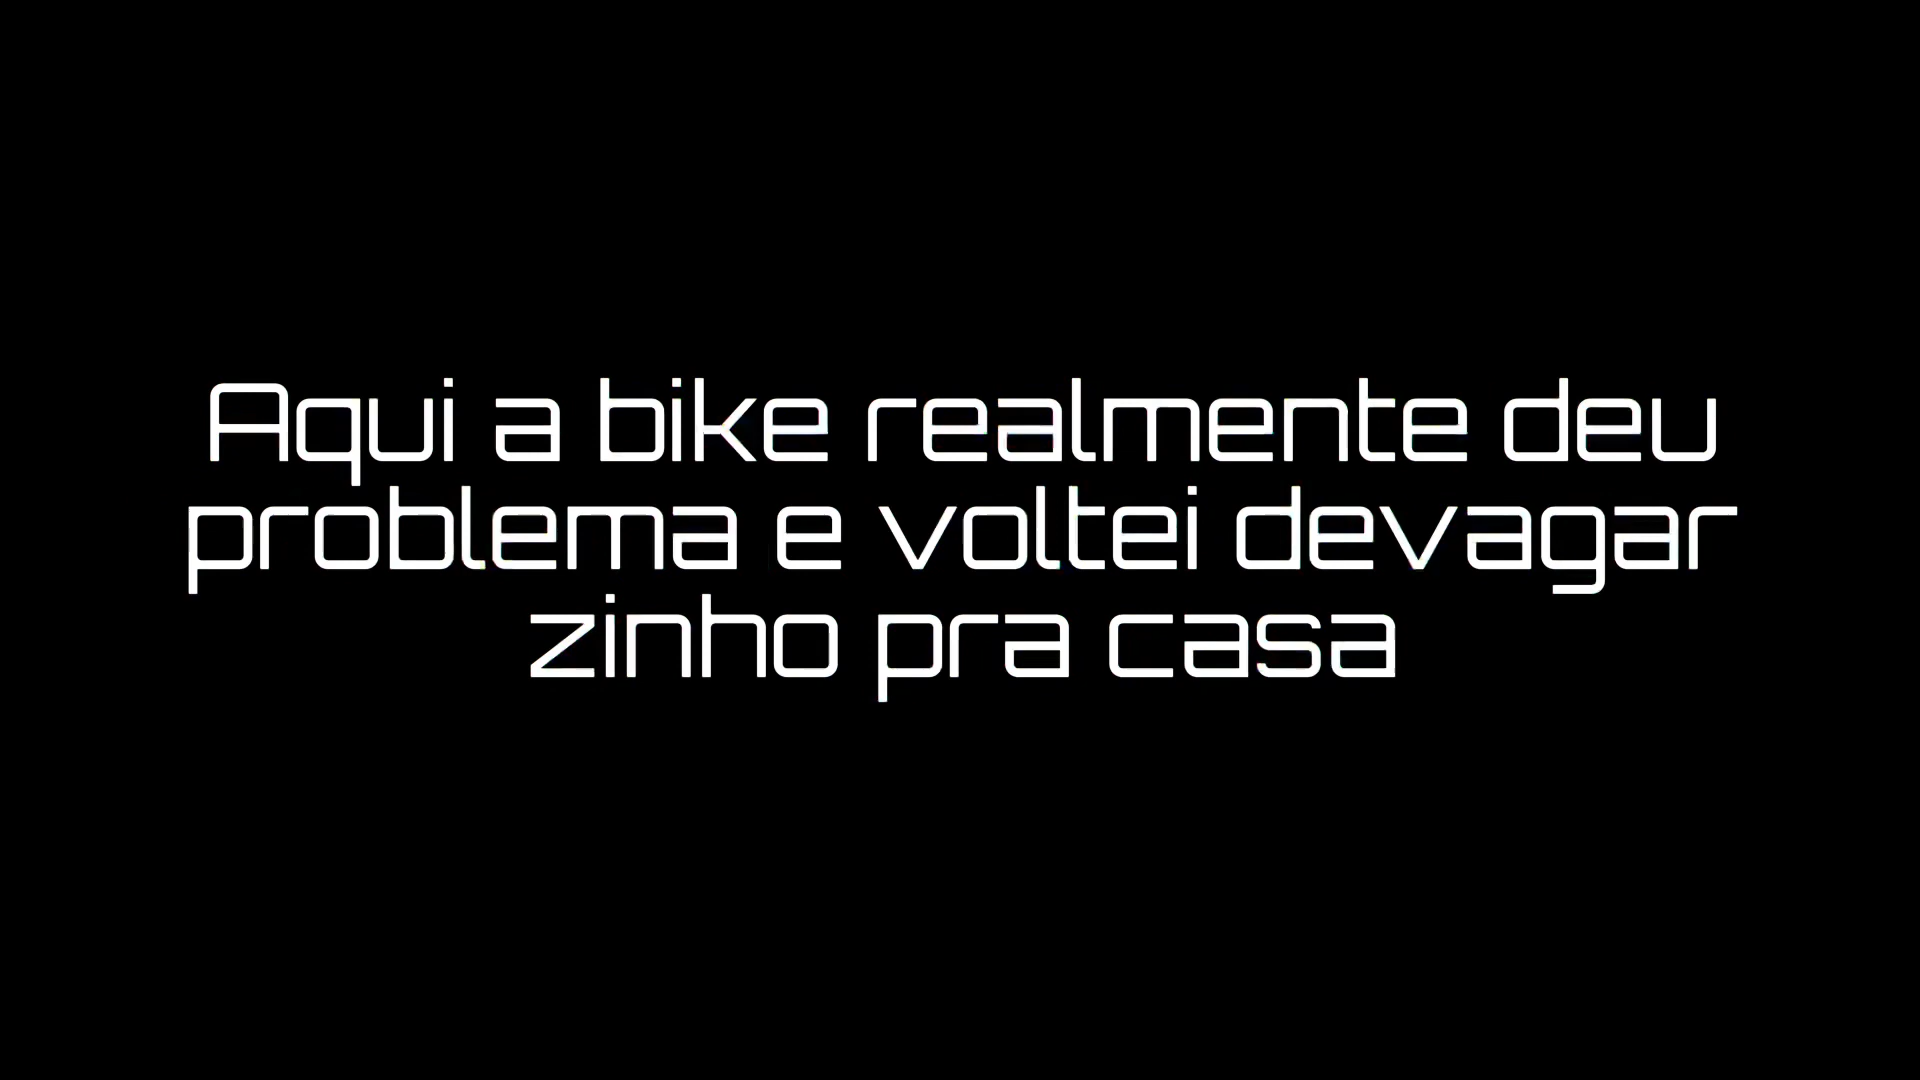 Aqui a bike realmente deu
problema e voltei devagar
zinho pra casa